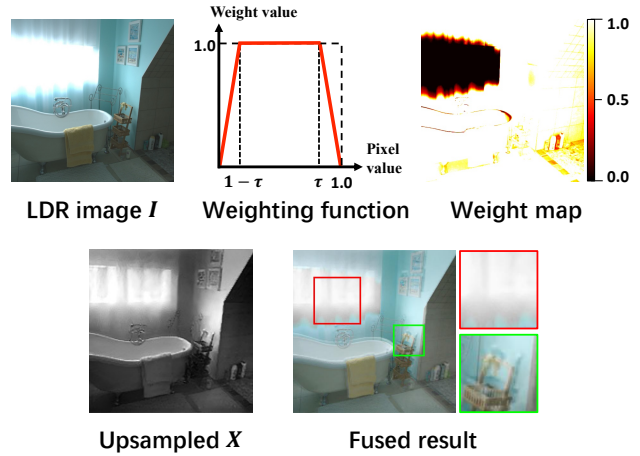 Weight value
1.0
1 − τ
τ
1.0
Pixel
value
1.0
0.5
0.0
LDR image I
Weighting function
Weight map
Upsampled X
Fused result